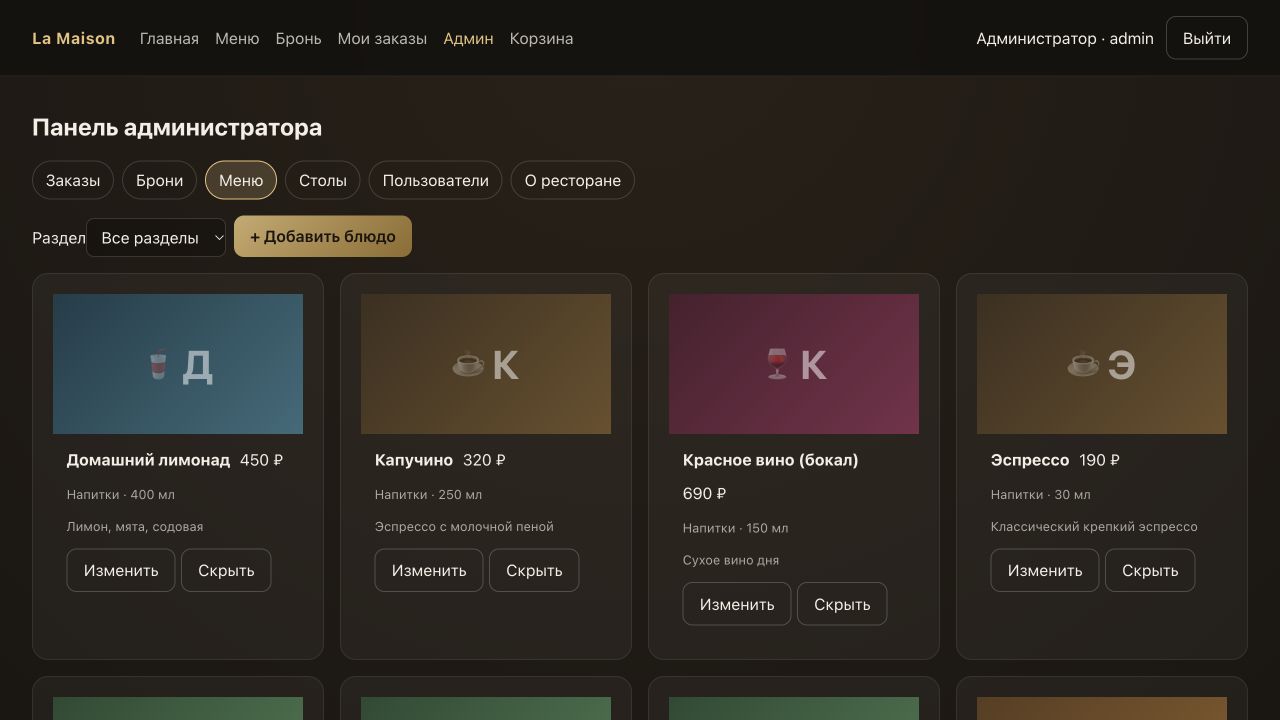 La Maison Главная Меню Бронь Мои заказы Админ Корзина Администратор · admin Выйти
Панель администратора
Заказы Брони Меню Столы Пользователи О ресторане
Раздел Все разделы + Добавить блюдо
Д
Домашний лимонад 450 ₽
Напитки · 400 мл
Лимон, мята, содовая
Изменить Скрыть
К
Капучино 320 ₽
Напитки · 250 мл
Эспрессо с молочной пеной
Изменить Скрыть
К
Красное вино (бокал)
690 ₽
Напитки · 150 мл
Сухое вино дня
Изменить Скрыть
Э
Эспрессо 190 ₽
Напитки · 30 мл
Классический крепкий эспрессо
Изменить Скрыть